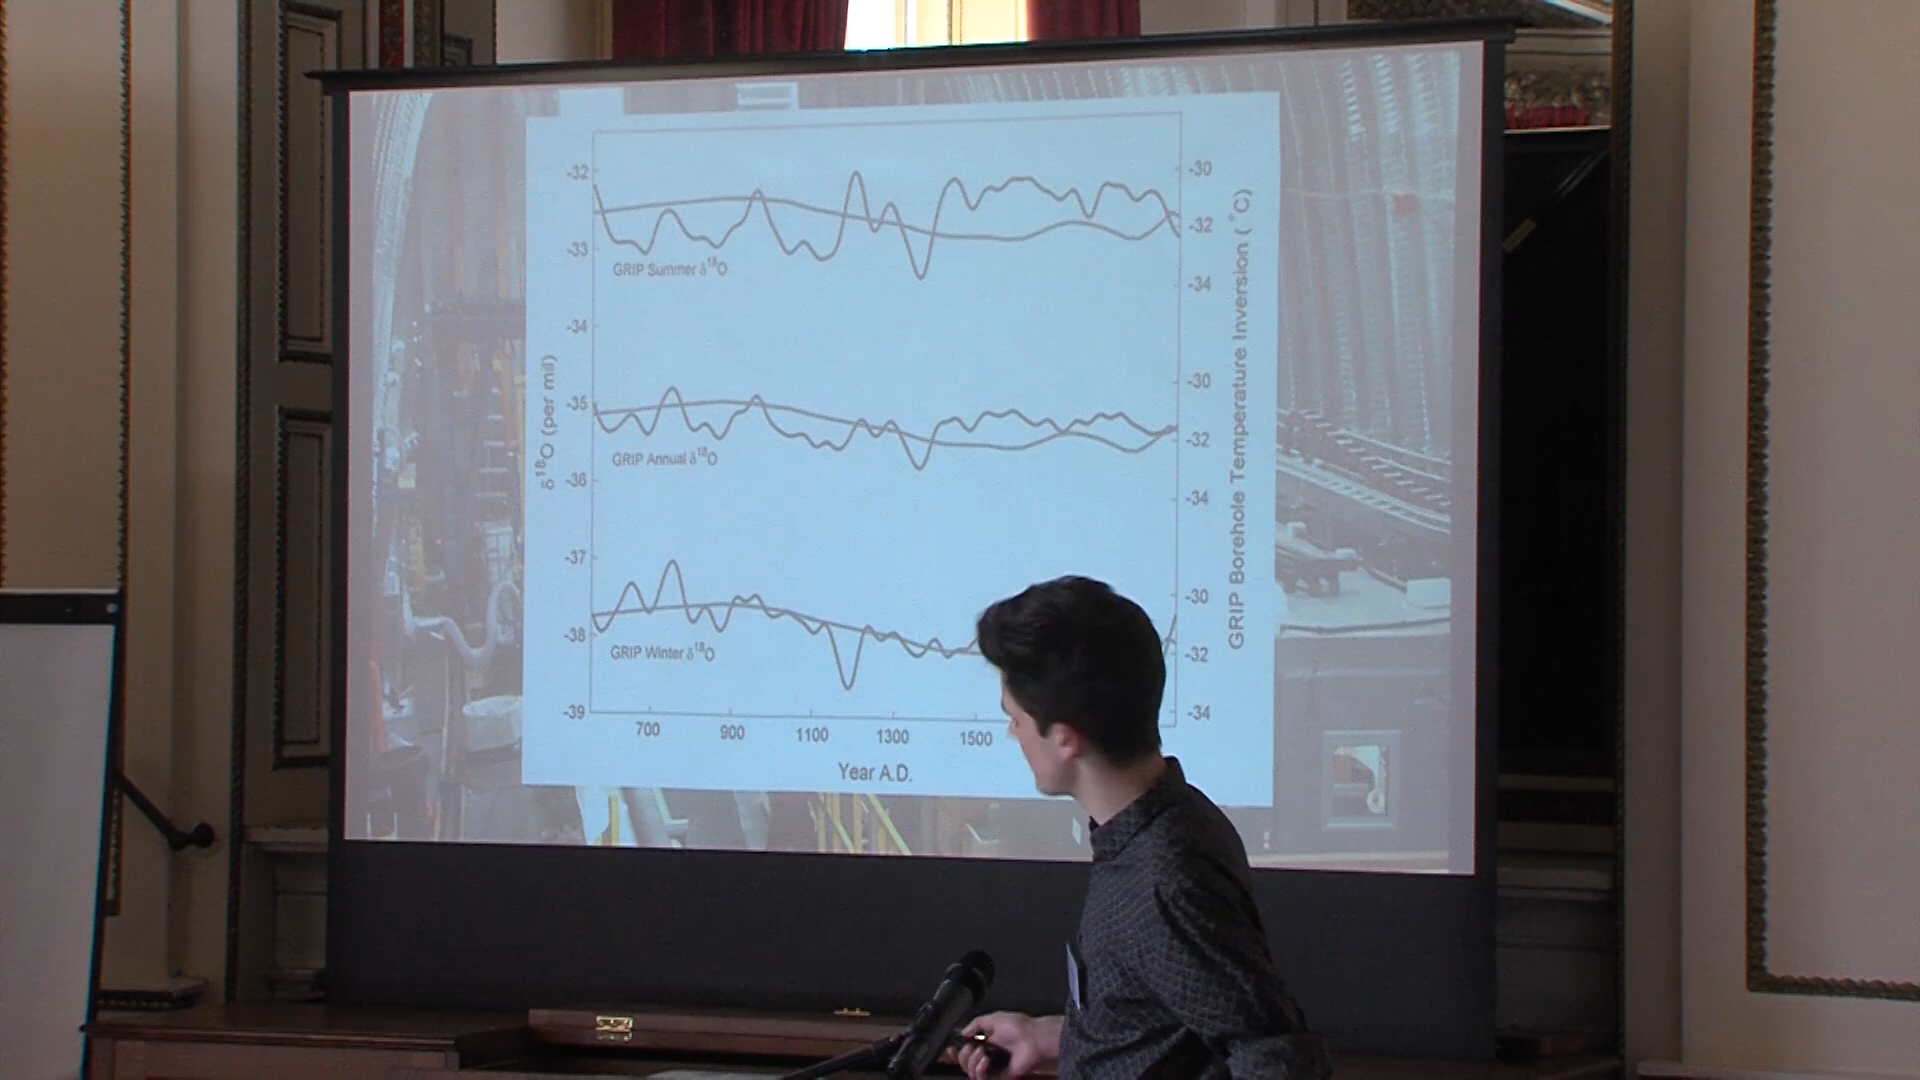 -32
-33
-34
-35
-36
-37
-38
-39
δ18O (per mil)
GRIP Summer δ18O
GRIP Annual δ18O
GRIP Winter δ18O
-30
-32
-34
-30
-32
-34
-30
-32
-34
GRIP Borehole Temperature Inversion (°C)
700 900 1100 1300 1500
Year A.D.